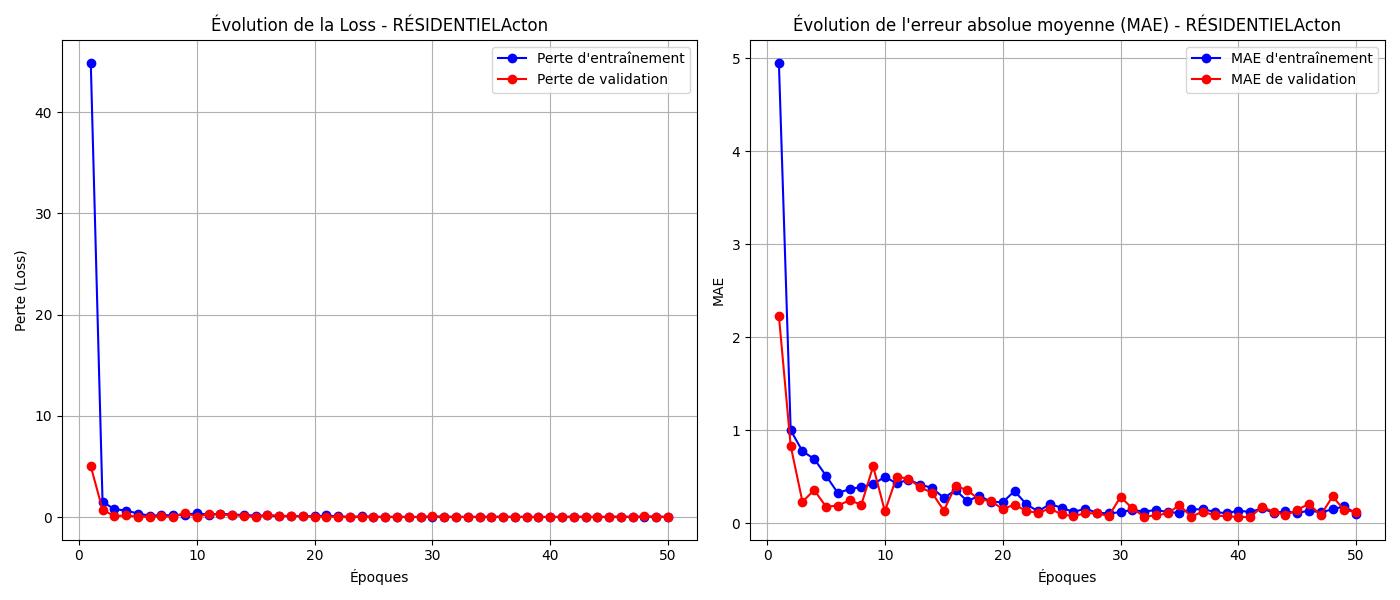 Évolution de la Loss - RÉSIDENTIELActon
Perte d'entraînement
Perte de validation
40
30
20
10
0
Perte (Loss)
0 10 20 30 40 50
Époques
Évolution de l'erreur absolue moyenne (MAE) - RÉSIDENTIELActon
MAE d'entraînement
MAE de validation
5
4
3
2
1
0
MAE
0 10 20 30 40 50
Époques